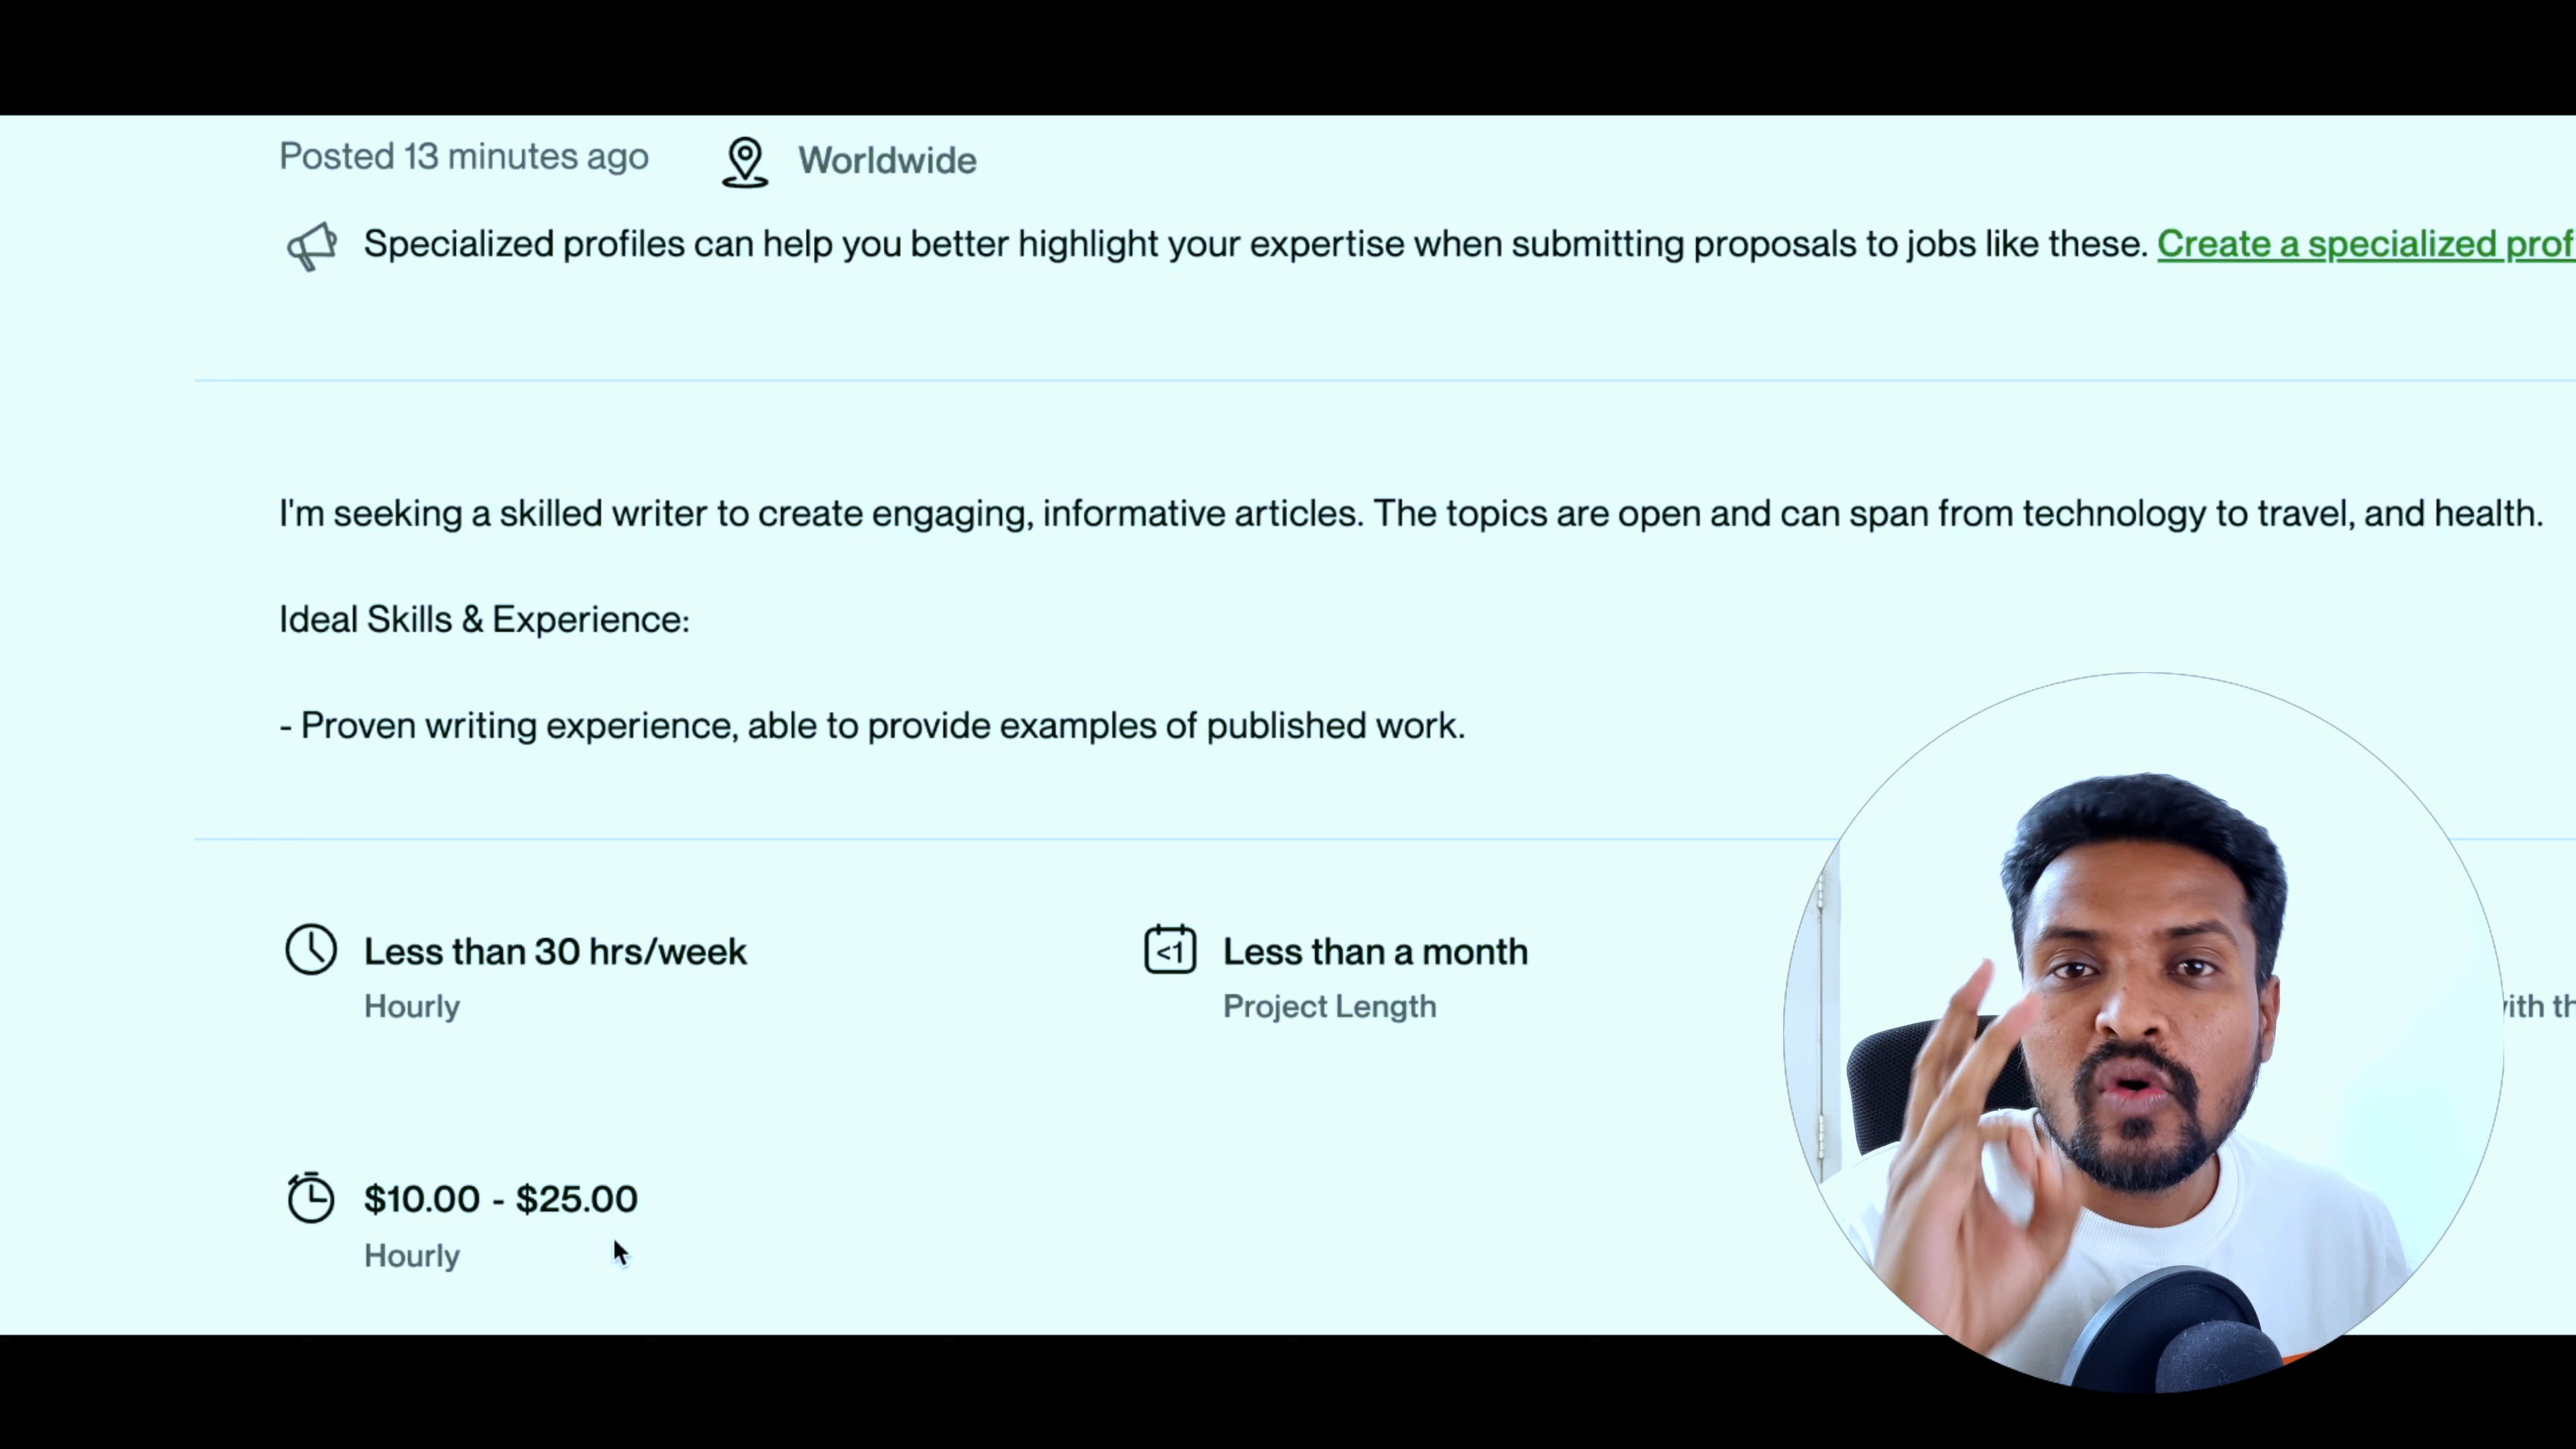 Posted 13 minutes ago Worldwide
Specialized profiles can help you better highlight your expertise when submitting proposals to jobs like these. Create a specialized
I'm seeking a skilled writer to create engaging, informative articles. The topics are open and can span from technology to travel, and health.
Ideal Skills & Experience:
- Proven writing experience, able to provide examples of published work.
Less than 30 hrs/week
Hourly
<1
Less than a month
Project Length
$10.00 - $25.00
Hourly